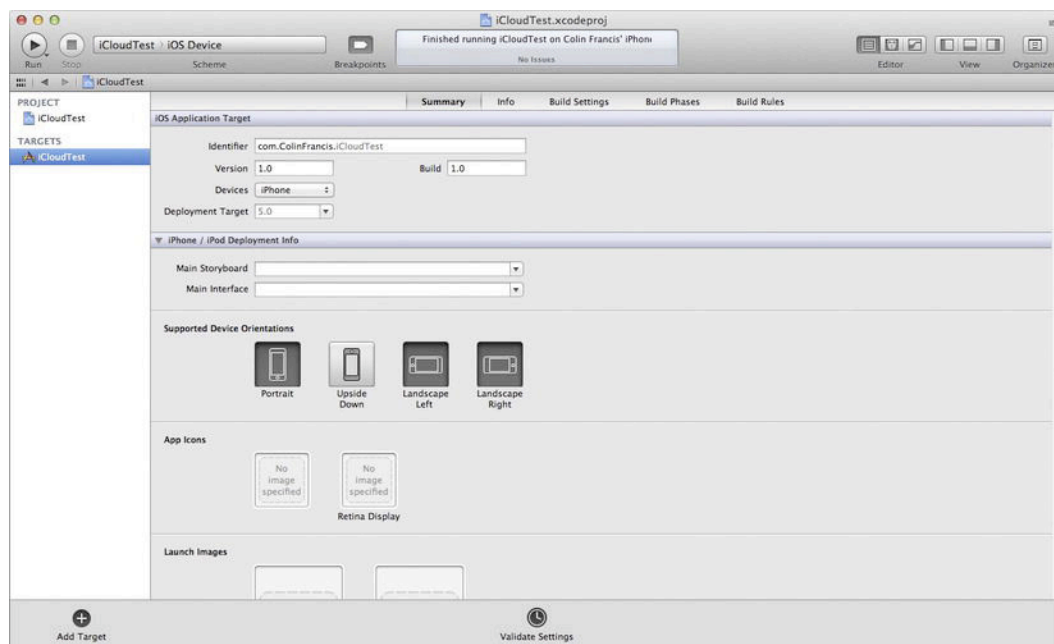 iCloudTest.xcodeproj
iCloudTest iOS Device
Finished running iCloudTest on Colin Francis' iPhone
No Issues
Run Stop Scheme Breakpoints Editor View Organizer
iCloudTest
PROJECT
iCloudTest
TARGETS
iCloudTest
Summary Info Build Settings Build Phases Build Rules
iOS Application Target
Identifier com.ColinFrancis.iCloudTest
Version 1.0 Build 1.0
Devices iPhone
Deployment Target 5.0
iPhone / iPod Deployment Info
Main Storyboard
Main Interface
Supported Device Orientations
Portrait Upside Down Landscape Left Landscape Right
App Icons
No image specified
No image specified
Retina Display
Launch Images
Add Target Validate Settings